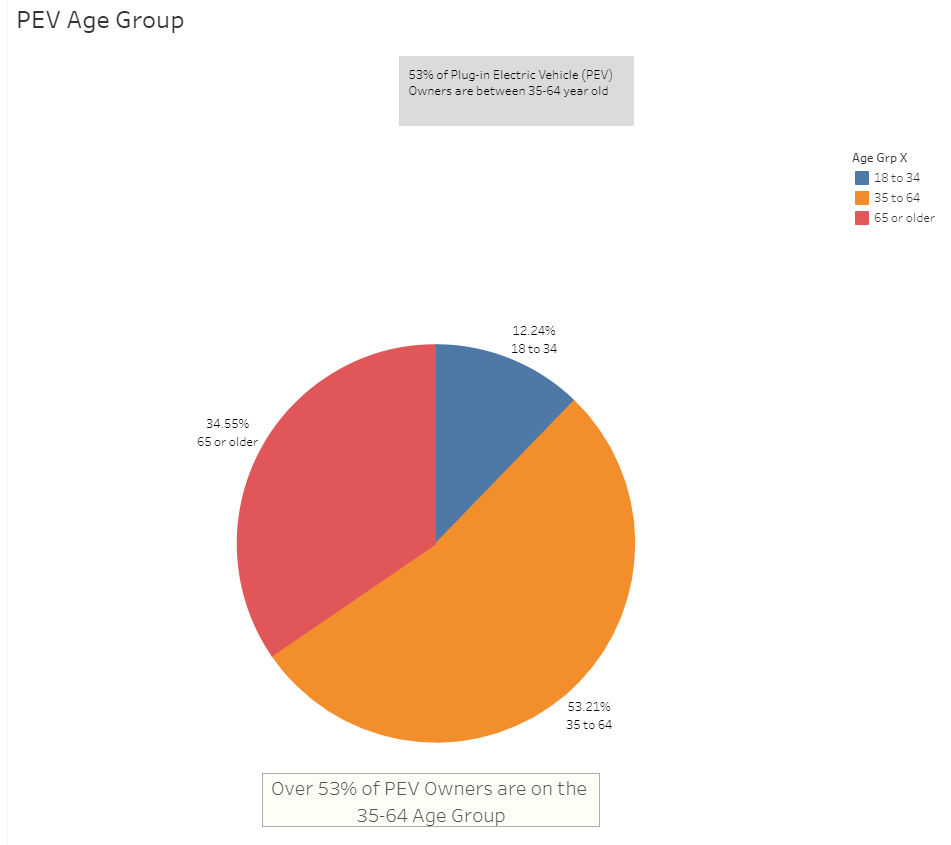 PEV Age Group
53% of Plug-in Electric Vehicle (PEV)
Owners are between 35-64 year old
Age Grp X
18 to 34
35 to 64
65 or older
12.24%
18 to 34
34.55%
65 or older
53.21%
35 to 64
Over 53% of PEV Owners are on the
35-64 Age Group